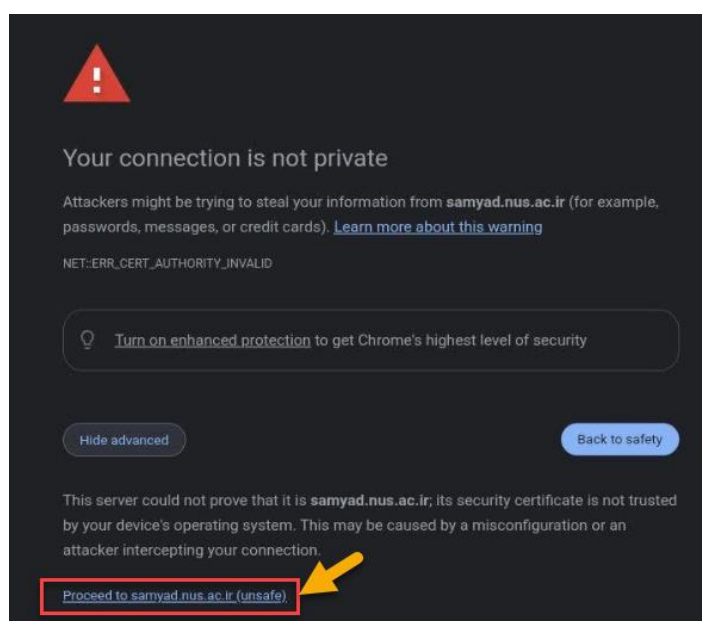 Your connection is not private
Attackers might be trying to steal your information from samyad.nus.ac.ir (for example,
passwords, messages, or credit cards). Learn more about this warning
NET::ERR_CERT_AUTHORITY_INVALID
Turn on enhanced protection to get Chrome's highest level of security
Hide advanced
Back to safety
This server could not prove that it is samyad.nus.ac.ir; its security certificate is not trusted
by your device's operating system. This may be caused by a misconfiguration or an
attacker intercepting your connection.
Proceed to samyad.nus.ac.ir (unsafe)